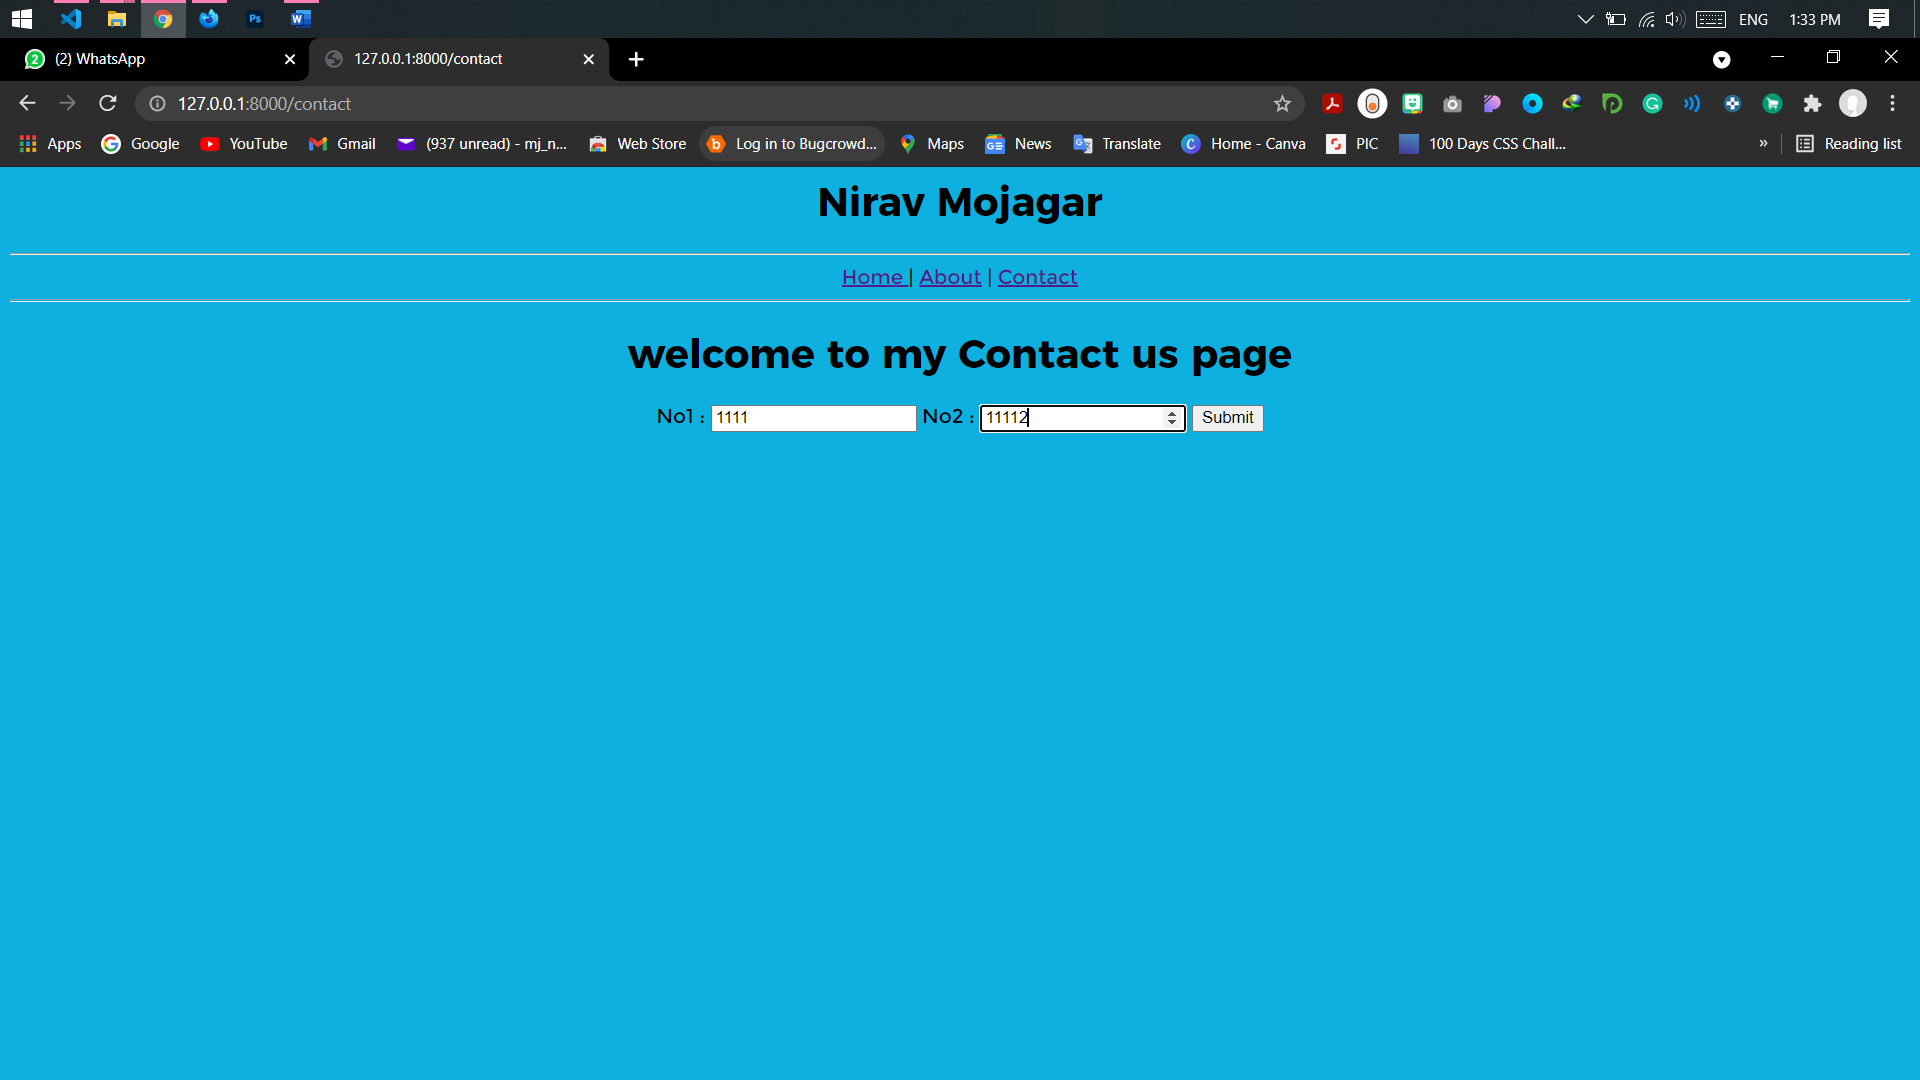 Ps
ENG
1:33 PM
2
(2) WhatsApp
127.0.0.1:8000/contact
127.0.0.1:8000/contact
Apps
Google
YouTube
Gmail
(937 unread) - mj_n...
Web Store
Log in to Bugcrowd...
Maps
News
Translate
Home - Canva
PIC
100 Days CSS Chall...
»
Reading list
Nirav Mojagar
Home | About | Contact
welcome to my Contact us page
No1 : 1111 No2 : 11112 Submit